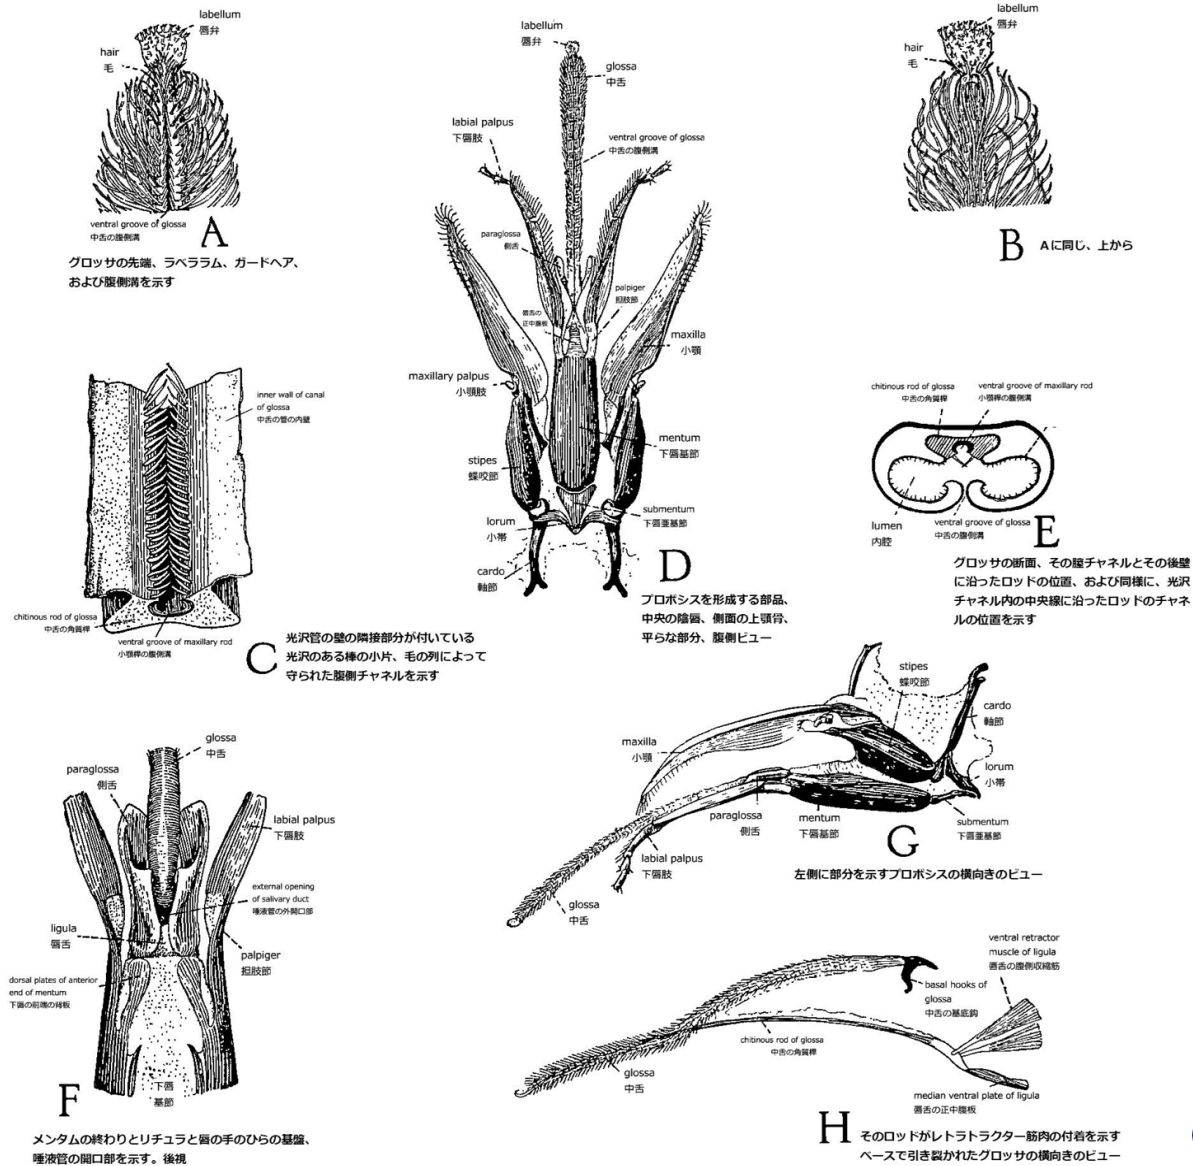 labellum
唇弁
hair
毛
ventral groove of glossa
中舌の腹側溝
A
グロッサの先端、ラベララム、ガードヘア、
および腹側溝を示す
labellum
唇弁
glossa
中舌
labial palpus
下唇肢
ventral groove of glossa
中舌の腹側溝
paraglossa
側舌
palpiger
担肢節
唇舌の
正中腹板
maxilla
小顎
maxillary palpus
小顎肢
mentum
下唇基節
stipes
蝶咬節
submentum
下唇亜基節
lorum
小帯
cardo
軸節
D
プロボシスを形成する部品、
中央の陰唇、側面の上顎骨、
平らな部分、腹側ビュー
labellum
唇弁
hair
毛
B
Aに同じ、上から
inner wall of canal
of glossa
中舌の管の内壁
chitinous rod of glossa
中舌の角質桿
ventral groove of maxillary rod
小顎桿の腹側溝
C
光沢管の壁の隣接部分が付いている
光沢のある棒の小片、毛の列によって
守られた腹側チャネルを示す
chitinous rod of glossa
中舌の角質桿
ventral groove of maxillary rod
小顎桿の腹側溝
lumen
内腔
ventral groove of glossa
中舌の腹側溝
E
グロッサの断面、その膣チャネルとその後壁
に沿ったロッドの位置、および同様に、光沢
チャネル内の中央線に沿ったロッドのチャネ
ルの位置を示す
glossa
中舌
paraglossa
側舌
labial palpus
下唇肢
external opening
of salivary duct
唾液管の外開口部
ligula
唇舌
palpiger
担肢節
dorsal plates of anterior
end of mentum
下唇の前端の背板
下唇
基節
F
メンタムの終わりとリチュラと唇の手のひらの基盤、
唾液管の開口部を示す。後視
stipes
蝶咬節
cardo
軸節
maxilla
小顎
lorum
小帯
paraglossa
側舌
mentum
下唇基節
submentum
下唇亜基節
labial palpus
下唇肢
glossa
中舌
G
左側に部分を示すプロボシスの横向きのビュー
ventral retractor
muscle of ligula
唇舌の腹側収縮筋
basal hooks of
glossa
中舌の基底鈎
chitinous rod of glossa
中舌の角質桿
glossa
中舌
median ventral plate of ligula
唇舌の正中腹板
H
そのロッドがレトラトラクター筋肉の付着を示す
ベースで引き裂かれたグロッサの横向きのビュー